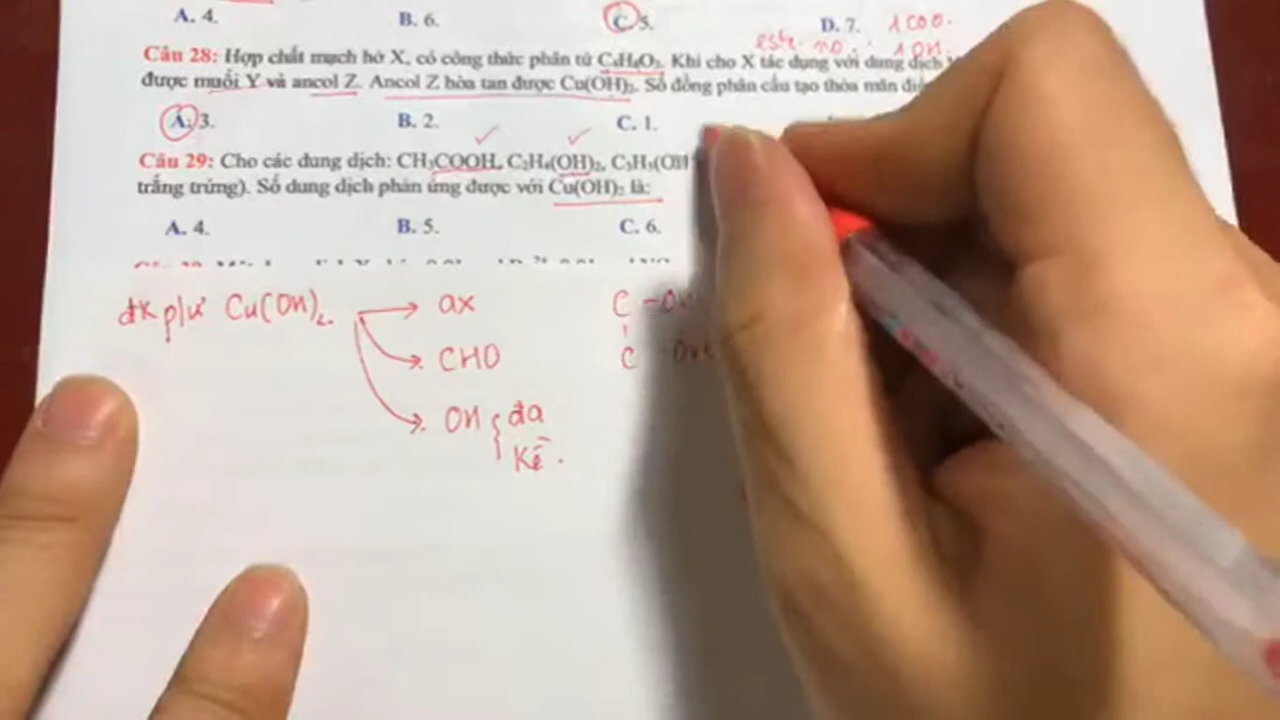 A. 4. B. 6. C. 5. D. 7. 1 COO.
este no 1 OH.
Câu 28: Hợp chất mạch hở X, có công thức phân tử Khi cho X tác dụng với dung dịch
được muối Y và ancol Z. Ancol Z hòa tan được Cu(OH)₂. Số đồng phân cấu tạo thỏa mãn
A. 3. B. 2. C. 1.
Câu 29: Cho các dung dịch: CH₃COOH, C₂H₄(OH)₂, C₃H₅(OH
trắng trứng). Số dung dịch phản ứng được với Cu(OH)₂ là:
A. 4. B. 5. C. 6.
đk p/ư Cu(OH)₂. ax C
CHO C
OH đa
Kề.